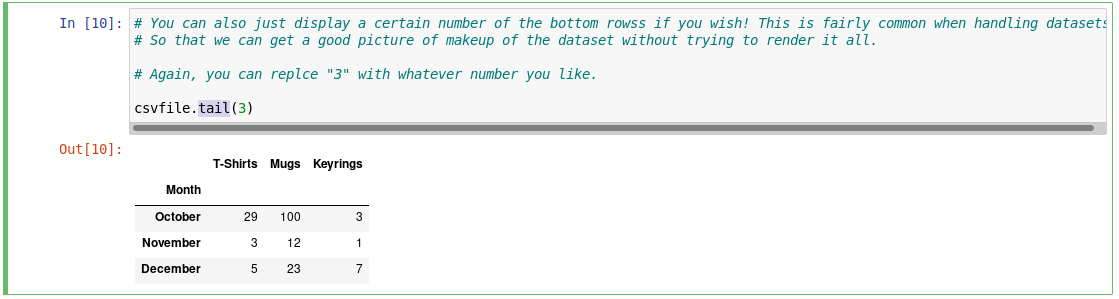 In [10]: # You can also just display a certain number of the bottom rowss if you wish! This is fairly common when handling datasets
# So that we can get a good picture of makeup of the dataset without trying to render it all.
# Again, you can replce "3" with whatever number you like.
csvfile.tail(3)
Out[10]:
T-Shirts Mugs Keyrings
Month
October 29 100 3
November 3 12 1
December 5 23 7